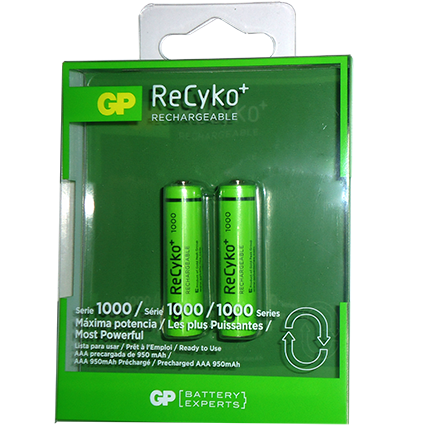 GP
ReCyko+
RECHARGEABLE
ReCyko+ 1000
RECHARGEABLE
ReCyko+ 1000
RECHARGEABLE
Serie 1000 / Série 1000 / 1000 Series
Máxima potencia / Les plus Puissantes /
Most Powerful
Lista para usar / Prêt à l'Emploi / Ready to Use
AAA precargada de 950 mAh /
AAA 950mAh Préchargé / Precharged AAA 950mAh
GP [BATTERY EXPERTS]